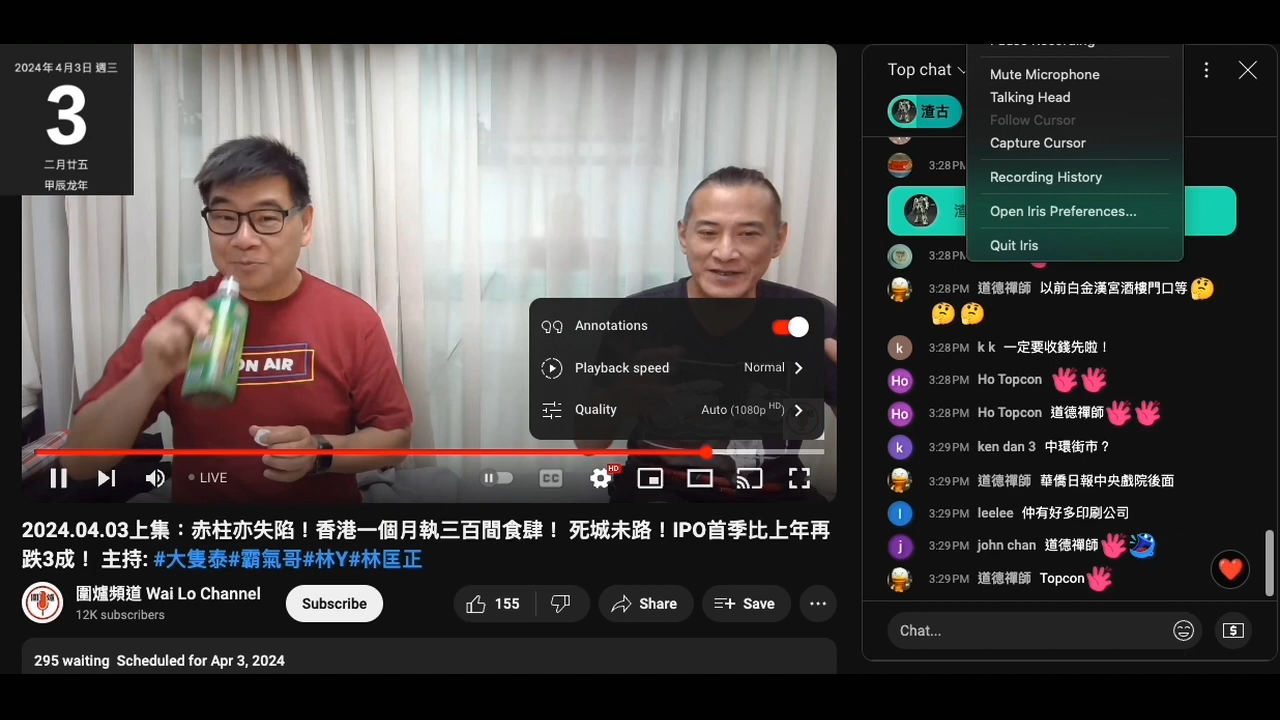 2024年4月3日 週三
3
二月廿五
甲辰龙年
ON AIR
Annotations
Playback speed Normal
Quality Auto (1080p HD)
LIVE
CC
HD
2024.04.03上集：赤柱亦失陷！香港一個月執三百間食肆！ 死城未路！IPO首季比上年再
跌3成！ 主持: #大隻泰#霸氣哥#林Y#林匡正
圍爐頻道 Wai Lo Channel
12K subscribers
Subscribe
155
Share
Save
295 waiting Scheduled for Apr 3, 2024
Top chat
渣古
Pause Recording
Mute Microphone
Talking Head
Follow Cursor
Capture Cursor
Recording History
Open Iris Preferences...
Quit Iris
3:28PM
渣
3:28PM
3:28PM 道德禪師 以前白金漢宮酒樓門口等
k 3:28PM k k 一定要收錢先啦！
Ho 3:28PM Ho Topcon
Ho 3:28PM Ho Topcon 道德禪師
k 3:29PM ken dan 3 中環街市？
3:29PM 道德禪師 華僑日報中央戲院後面
l 3:29PM leelee 仲有好多印刷公司
j 3:29PM john chan 道德禪師
3:29PM 道德禪師 Topcon
Chat...
$